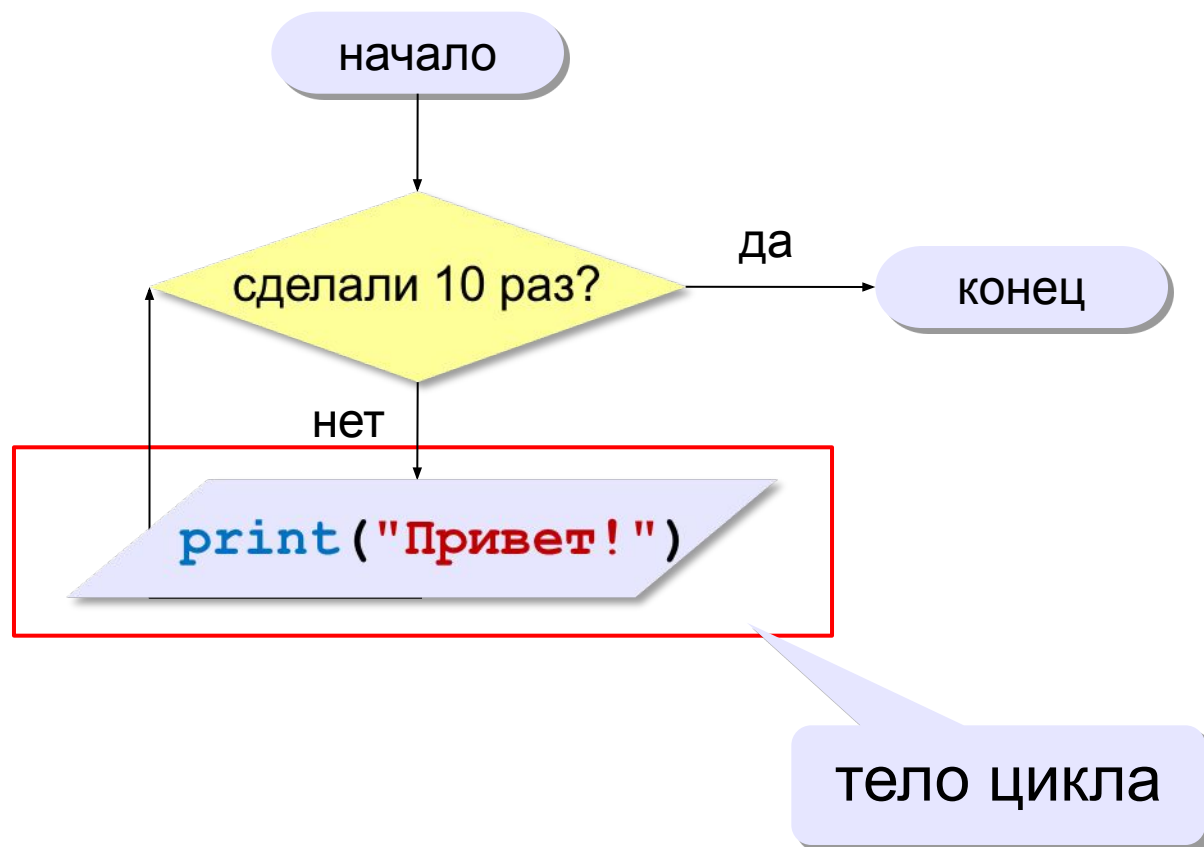 начало
да
сделали 10 раз?
конец
нет
print("Привет!")
тело цикла